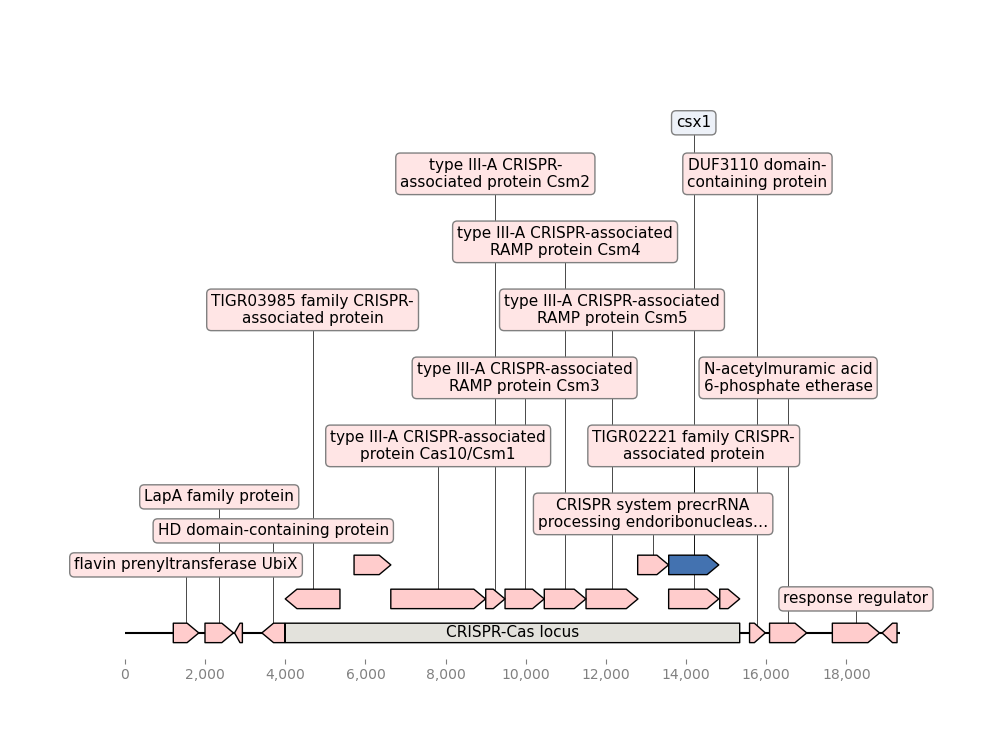 csx1
type III-A CRISPR-
associated protein Csm2
DUF3110 domain-
containing protein
type III-A CRISPR-associated
RAMP protein Csm4
TIGR03985 family CRISPR-
associated protein
type III-A CRISPR-associated
RAMP protein Csm5
type III-A CRISPR-associated
RAMP protein Csm3
N-acetylmuramic acid
6-phosphate etherase
type III-A CRISPR-associated
protein Cas10/Csm1
TIGR02221 family CRISPR-
associated protein
LapA family protein
CRISPR system precrRNA
processing endoribonucleas...
HD domain-containing protein
flavin prenyltransferase UbiX
response regulator
CRISPR-Cas locus
0 2,000 4,000 6,000 8,000 10,000 12,000 14,000 16,000 18,000